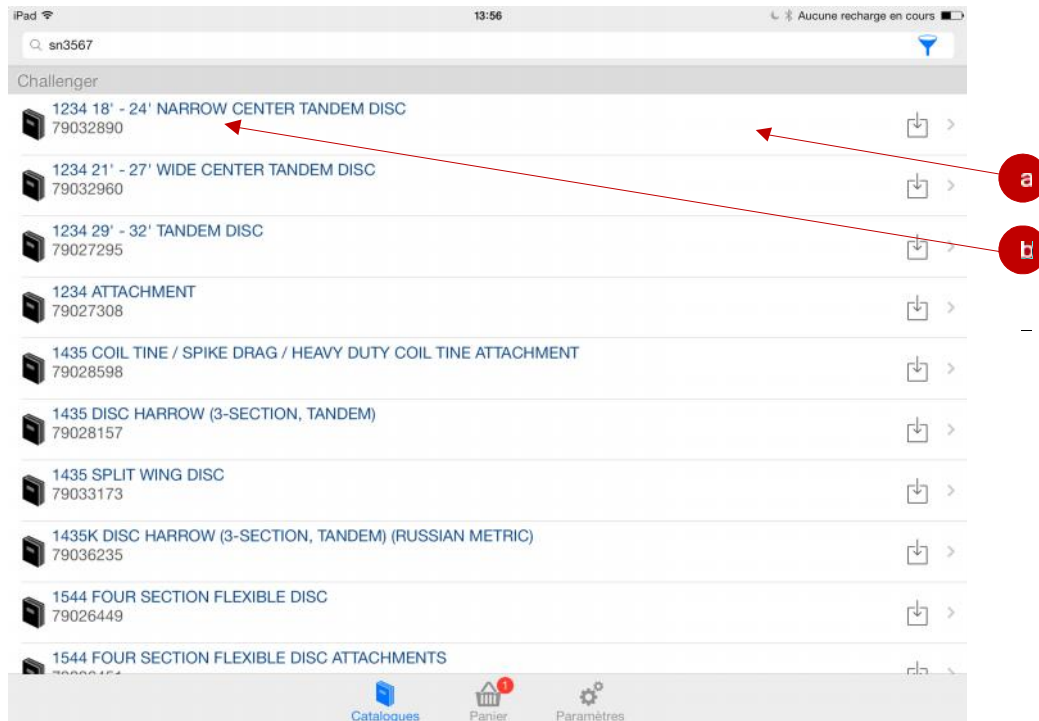 iPad 13:56 Aucune recharge en cours
sn3567
Challenger
1234 18' - 24' NARROW CENTER TANDEM DISC
79032890
a
1234 21' - 27' WIDE CENTER TANDEM DISC
79032960
1234 29' - 32' TANDEM DISC
79027295
b
1234 ATTACHMENT
79027308
1435 COIL TINE / SPIKE DRAG / HEAVY DUTY COIL TINE ATTACHMENT
79028598
1435 DISC HARROW (3-SECTION, TANDEM)
79028157
1435 SPLIT WING DISC
79033173
1435K DISC HARROW (3-SECTION, TANDEM) (RUSSIAN METRIC)
79036235
1544 FOUR SECTION FLEXIBLE DISC
79026449
1544 FOUR SECTION FLEXIBLE DISC ATTACHMENTS
1
Catalogues Panier Paramètres